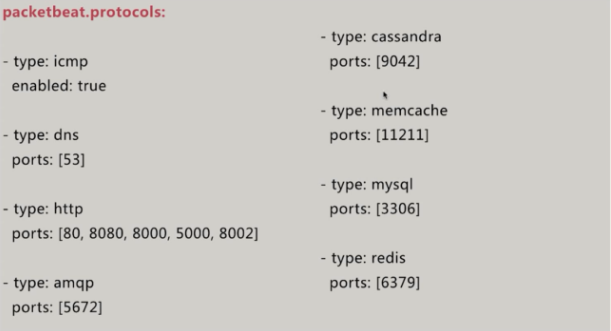 packetbeat.protocols:
- type: icmp
enabled: true
- type: dns
ports: [53]
- type: http
ports: [80, 8080, 8000, 5000, 8002]
- type: amqp
ports: [5672]
- type: cassandra
ports: [9042]
- type: memcache
ports: [11211]
- type: mysql
ports: [3306]
- type: redis
ports: [6379]